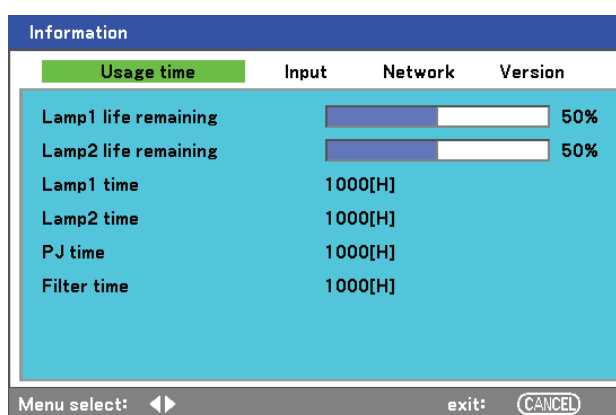 Information
Usage time Input Network Version
Lamp1 life remaining 50%
Lamp2 life remaining 50%
Lamp1 time 1000[H]
Lamp2 time 1000[H]
PJ time 1000[H]
Filter time 1000[H]
Menu select: ◀▶ exit: CANCEL